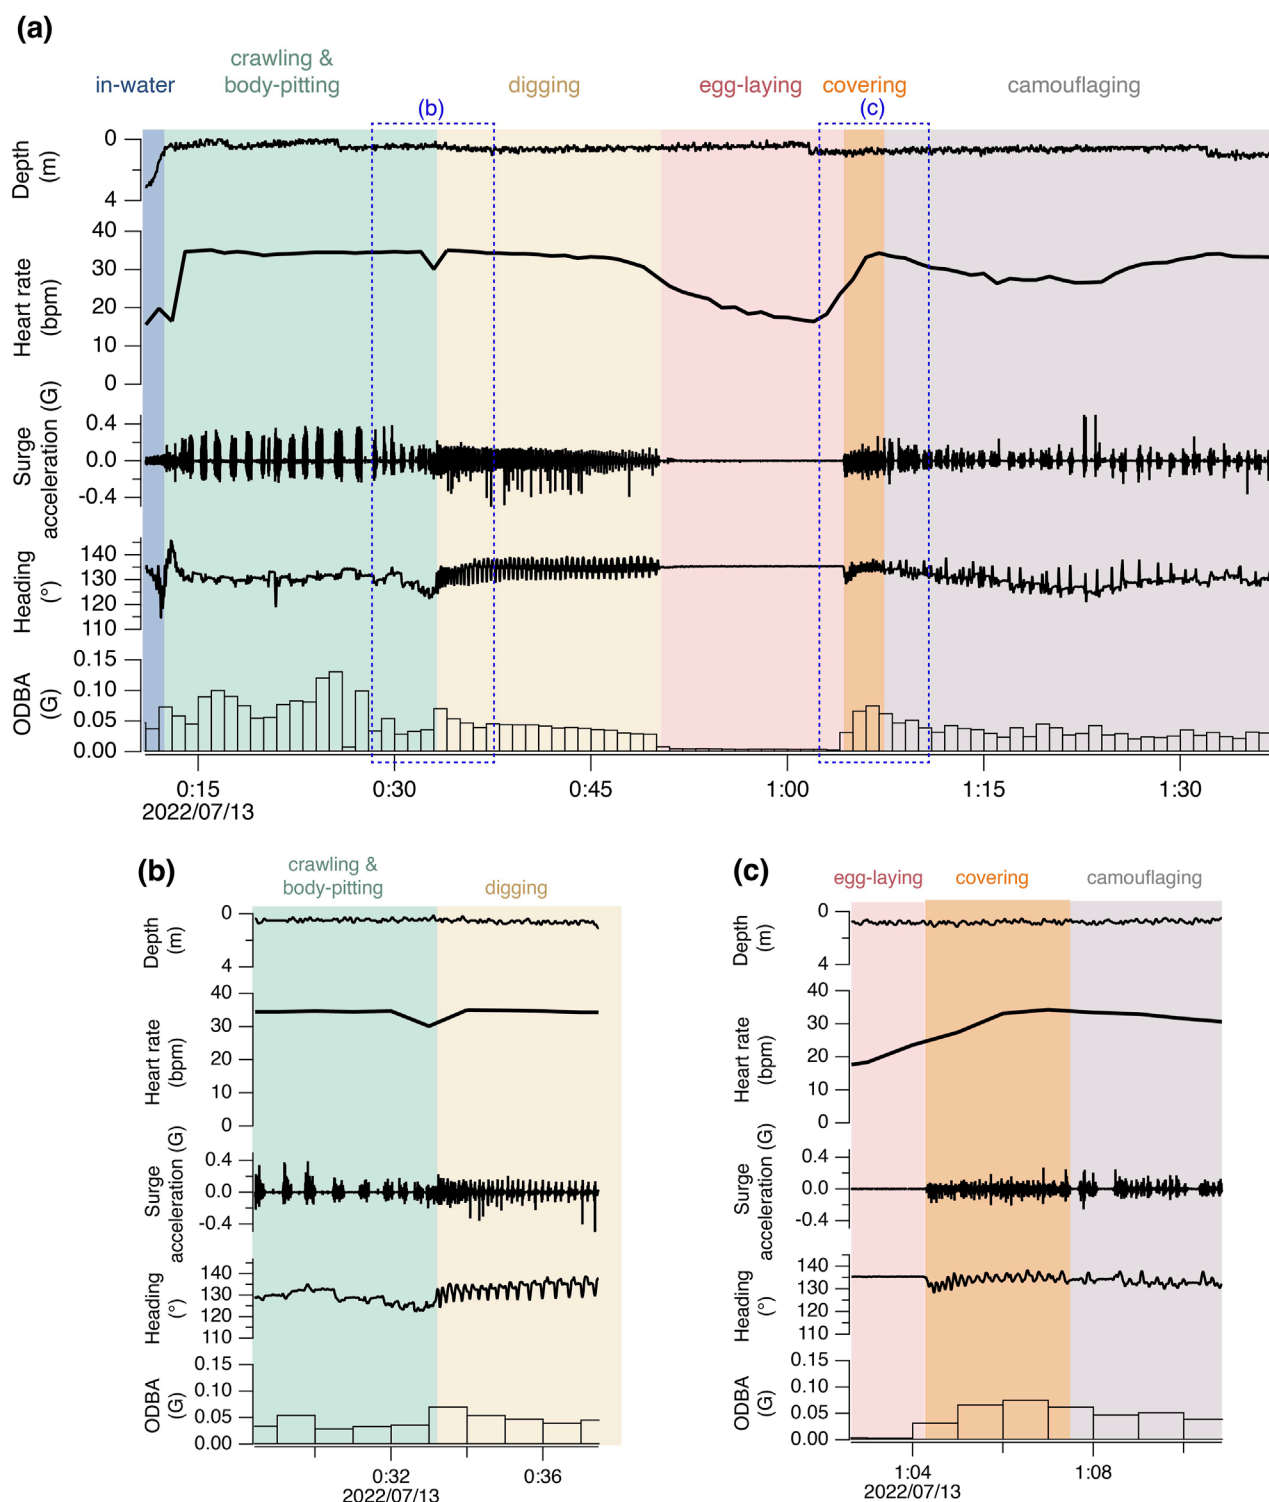 (a)
in-water
crawling &
body-pitting
digging
egg-laying
covering
camouflaging
(b)
(c)
Depth
(m)
0
4
Heart rate
(bpm)
40
30
20
10
0
Surge
acceleration (G)
0.4
0.0
-0.4
Heading
(°)
140
130
120
110
ODBA
(G)
0.15
0.10
0.05
0.00
0:15
0:30
0:45
1:00
1:15
1:30
2022/07/13
(b)
crawling &
body-pitting
digging
Depth
(m)
0
4
Heart rate
(bpm)
40
30
20
10
0
Surge
acceleration (G)
0.4
0.0
-0.4
Heading
(°)
140
130
120
110
ODBA
(G)
0.15
0.10
0.05
0.00
0:32
0:36
2022/07/13
(c)
egg-laying
covering
camouflaging
Depth
(m)
0
4
Heart rate
(bpm)
40
30
20
10
0
Surge
acceleration (G)
0.4
0.0
-0.4
Heading
(°)
140
130
120
110
ODBA
(G)
0.15
0.10
0.05
0.00
1:04
1:08
2022/07/13